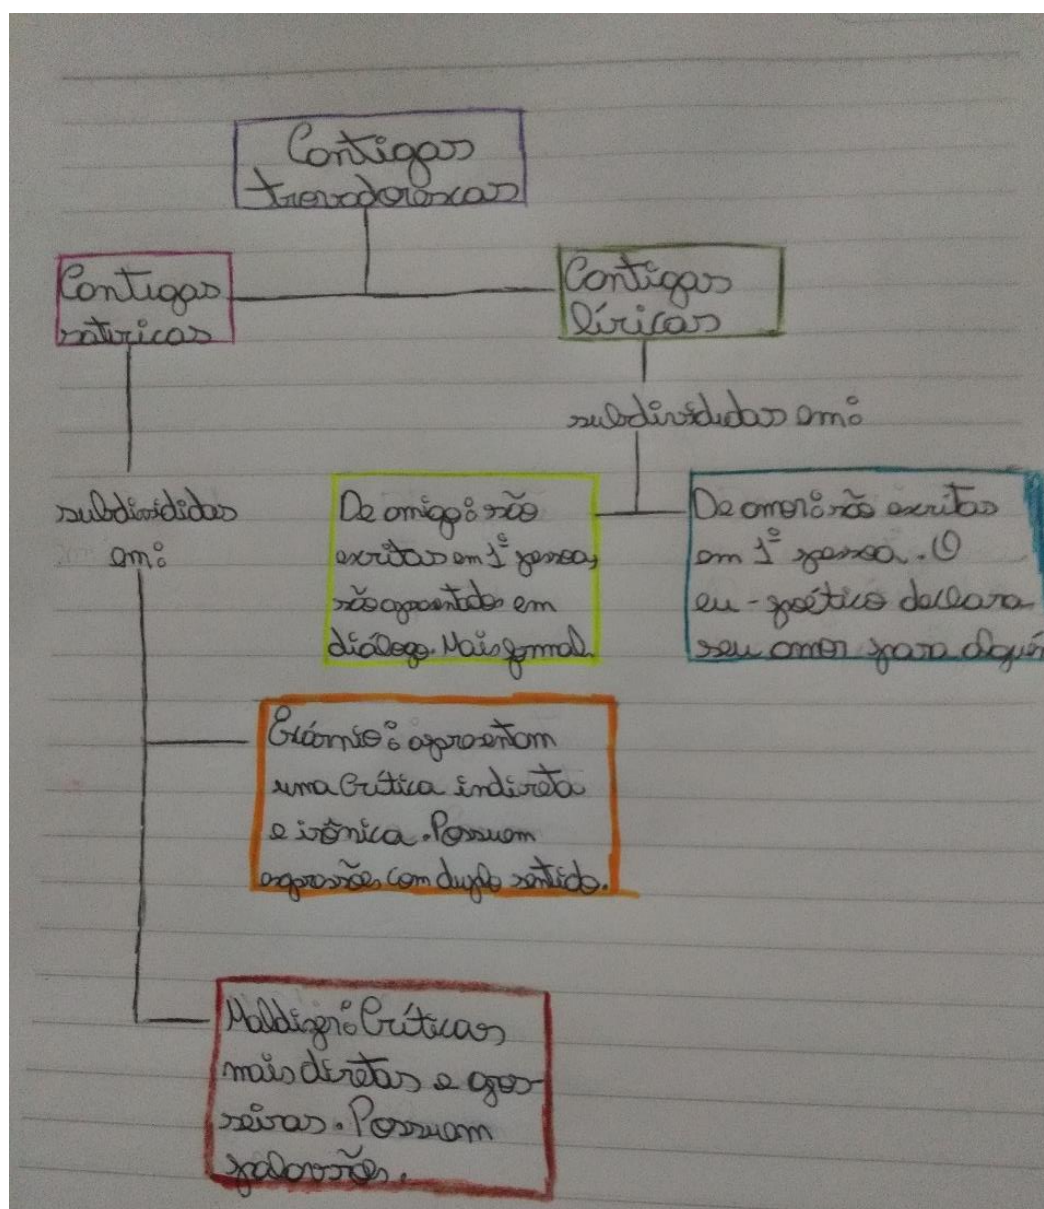 Cantigas
trovadorescas
Cantigas
satíricas
Cantigas
líricas
subdivididas em:
subdivididas
em:
De amigo: são
escritas em 1ª pessoa,
são apresentadas em
diálogo. Mais formal.
De amor: são escritas
em 1ª pessoa. O
eu-poético declara
seu amor para alguém
Escárnio: apresentam
uma crítica indireta
e irônica. Possuem
expressões com duplo sentido.
Maldizer: Críticas
mais diretas e gros-
seiras. Possuem
palavrões.